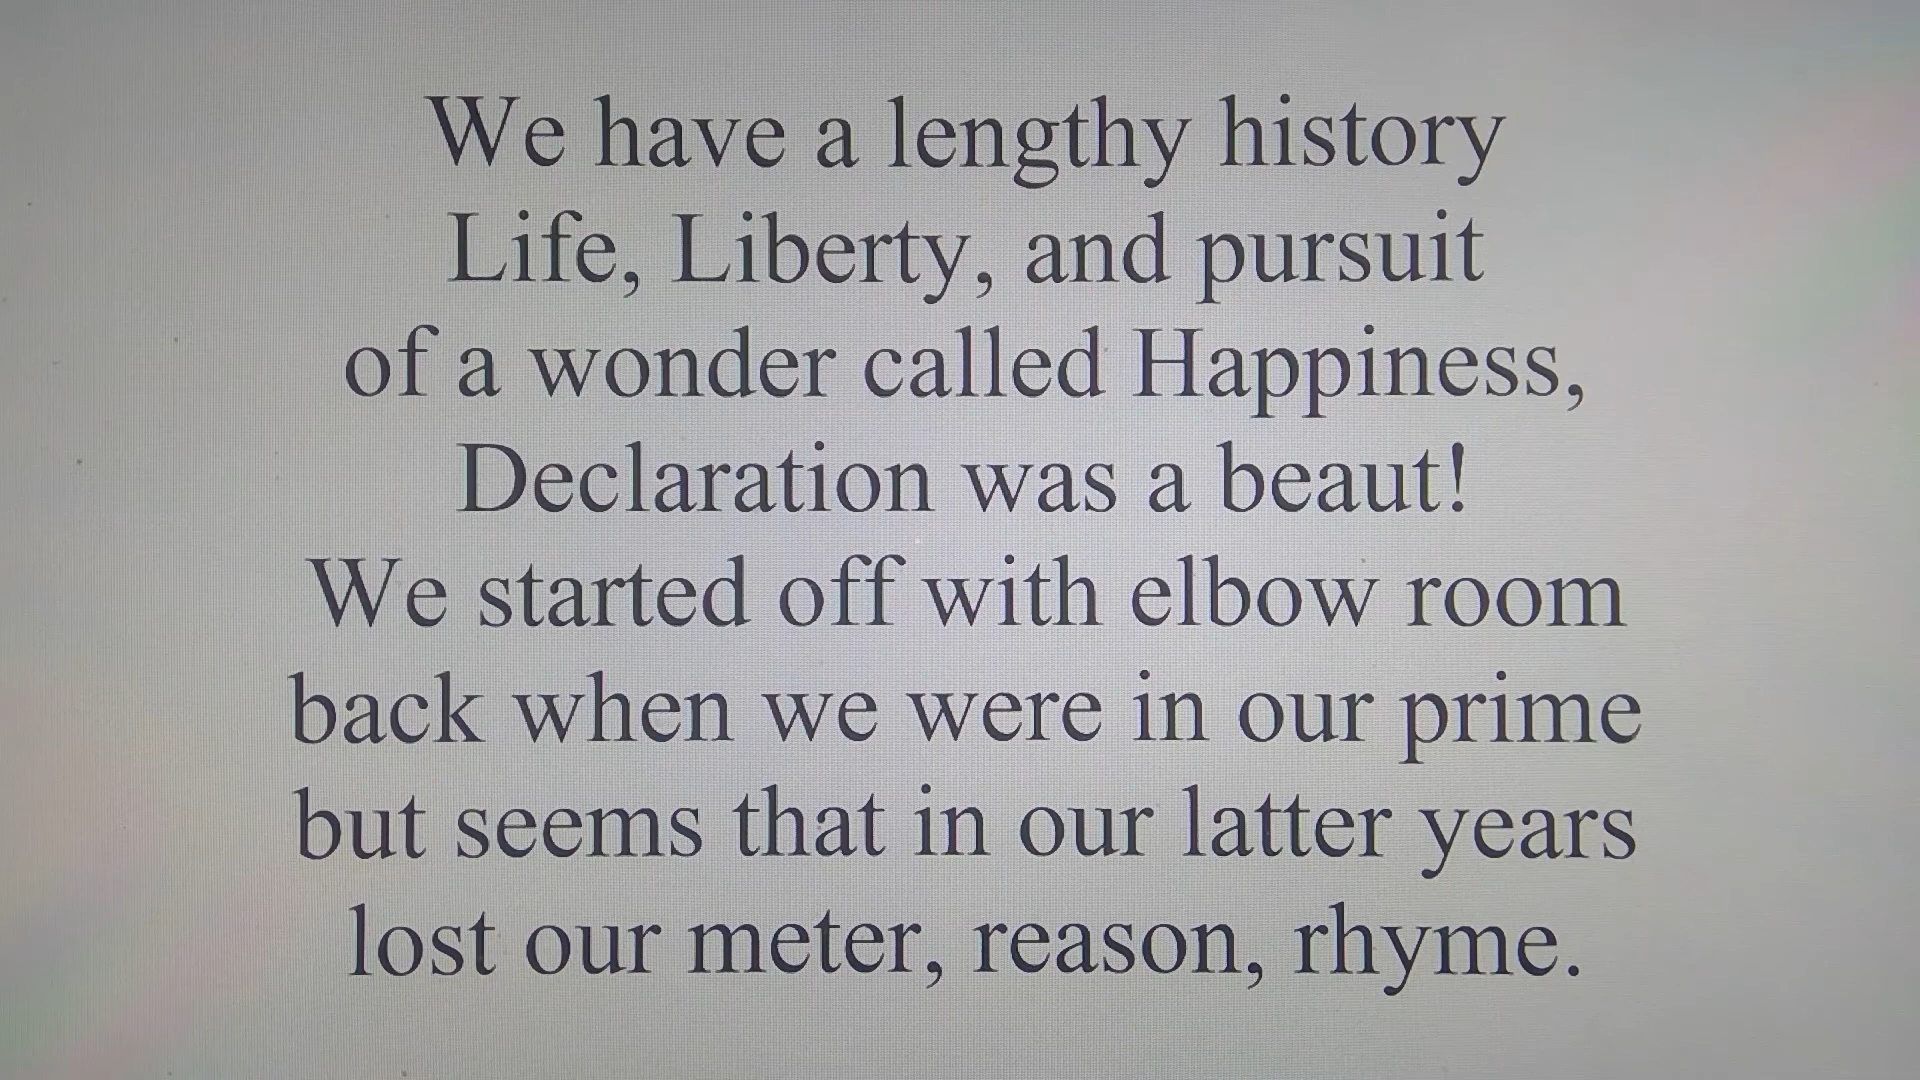 We have a lengthy history
Life, Liberty, and pursuit
of a wonder called Happiness,
Declaration was a beaut!
We started off with elbow room
back when we were in our prime
but seems that in our latter years
lost our meter, reason, rhyme.